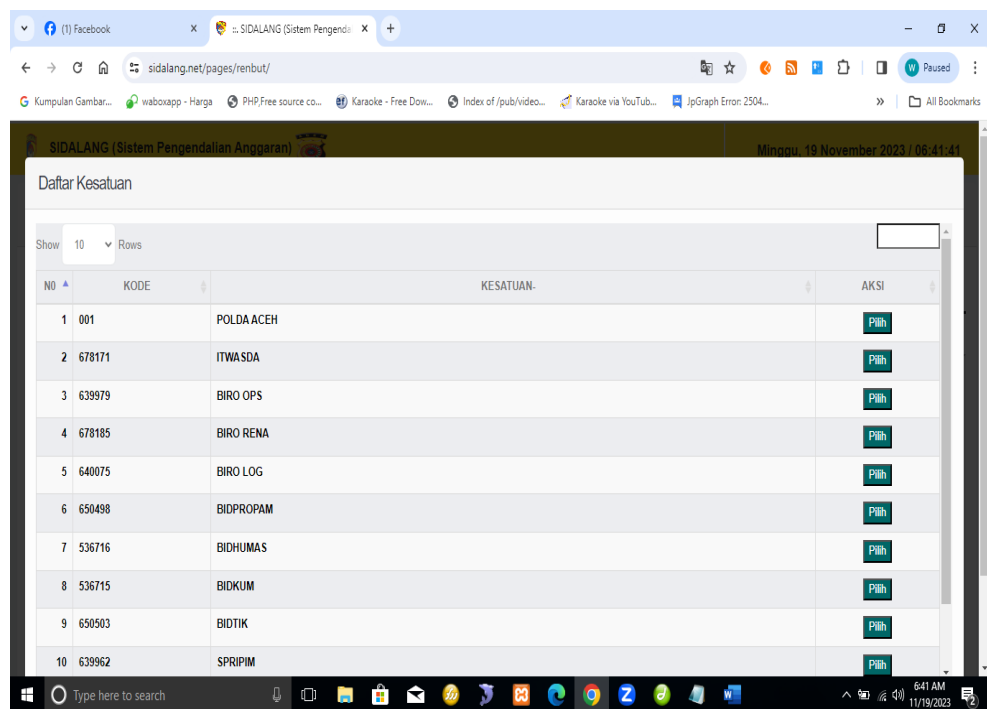 (1) Facebook
::. SIDALANG (Sistem Pengenda
sidalang.net/pages/renbut/
W Paused
Kumpulan Gambar...
waboxapp - Harga
PHP,Free source co...
Karaoke - Free Dow...
Index of /pub/video...
Karaoke via YouTub...
JpGraph Error: 2504...
»
All Bookmarks
SIDALANG (Sistem Pengendalian Anggaran)
Minggu, 19 November 2023 / 06:41:41
Daftar Kesatuan
Show 10 Rows
N0 KODE KESATUAN- AKSI
1 001 POLDA ACEH Pilih
2 678171 ITWASDA Pilih
3 639979 BIRO OPS Pilih
4 678185 BIRO RENA Pilih
5 640075 BIRO LOG Pilih
6 650498 BIDPROPAM Pilih
7 536716 BIDHUMAS Pilih
8 536715 BIDKUM Pilih
9 650503 BIDTIK Pilih
10 639962 SPRIPIM Pilih
Type here to search
6:41 AM
11/19/2023
2